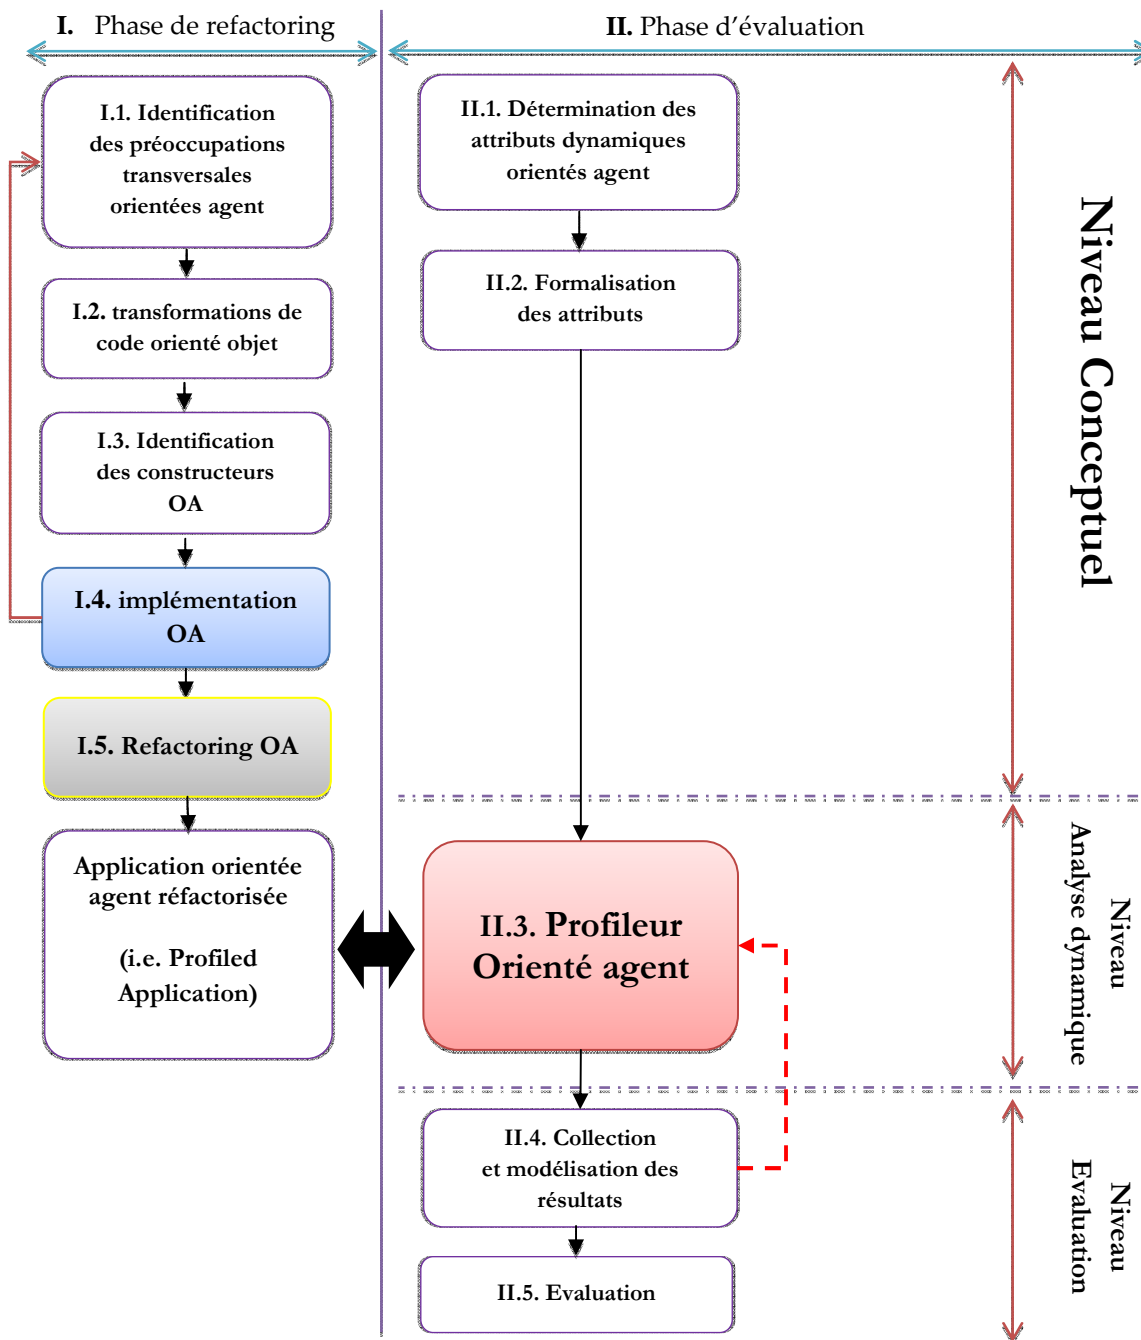 I. Phase de refactoring
I.1. Identification
des préoccupations
transversales
orientées agent
I.2. transformations de
code orienté objet
I.3. Identification
des constructeurs
OA
I.4. implémentation
OA
I.5. Refactoring OA
Application orientée
agent réfactorisée
(i.e. Profiled
Application)
II. Phase d'évaluation
II.1. Détermination des
attributs dynamiques
orientés agent
II.2. Formalisation
des attributs
II.3. Profileur
Orienté agent
II.4. Collection
et modélisation des
résultats
II.5. Evaluation
Niveau Conceptuel
Niveau
Analyse dynamique
Niveau
Evaluation